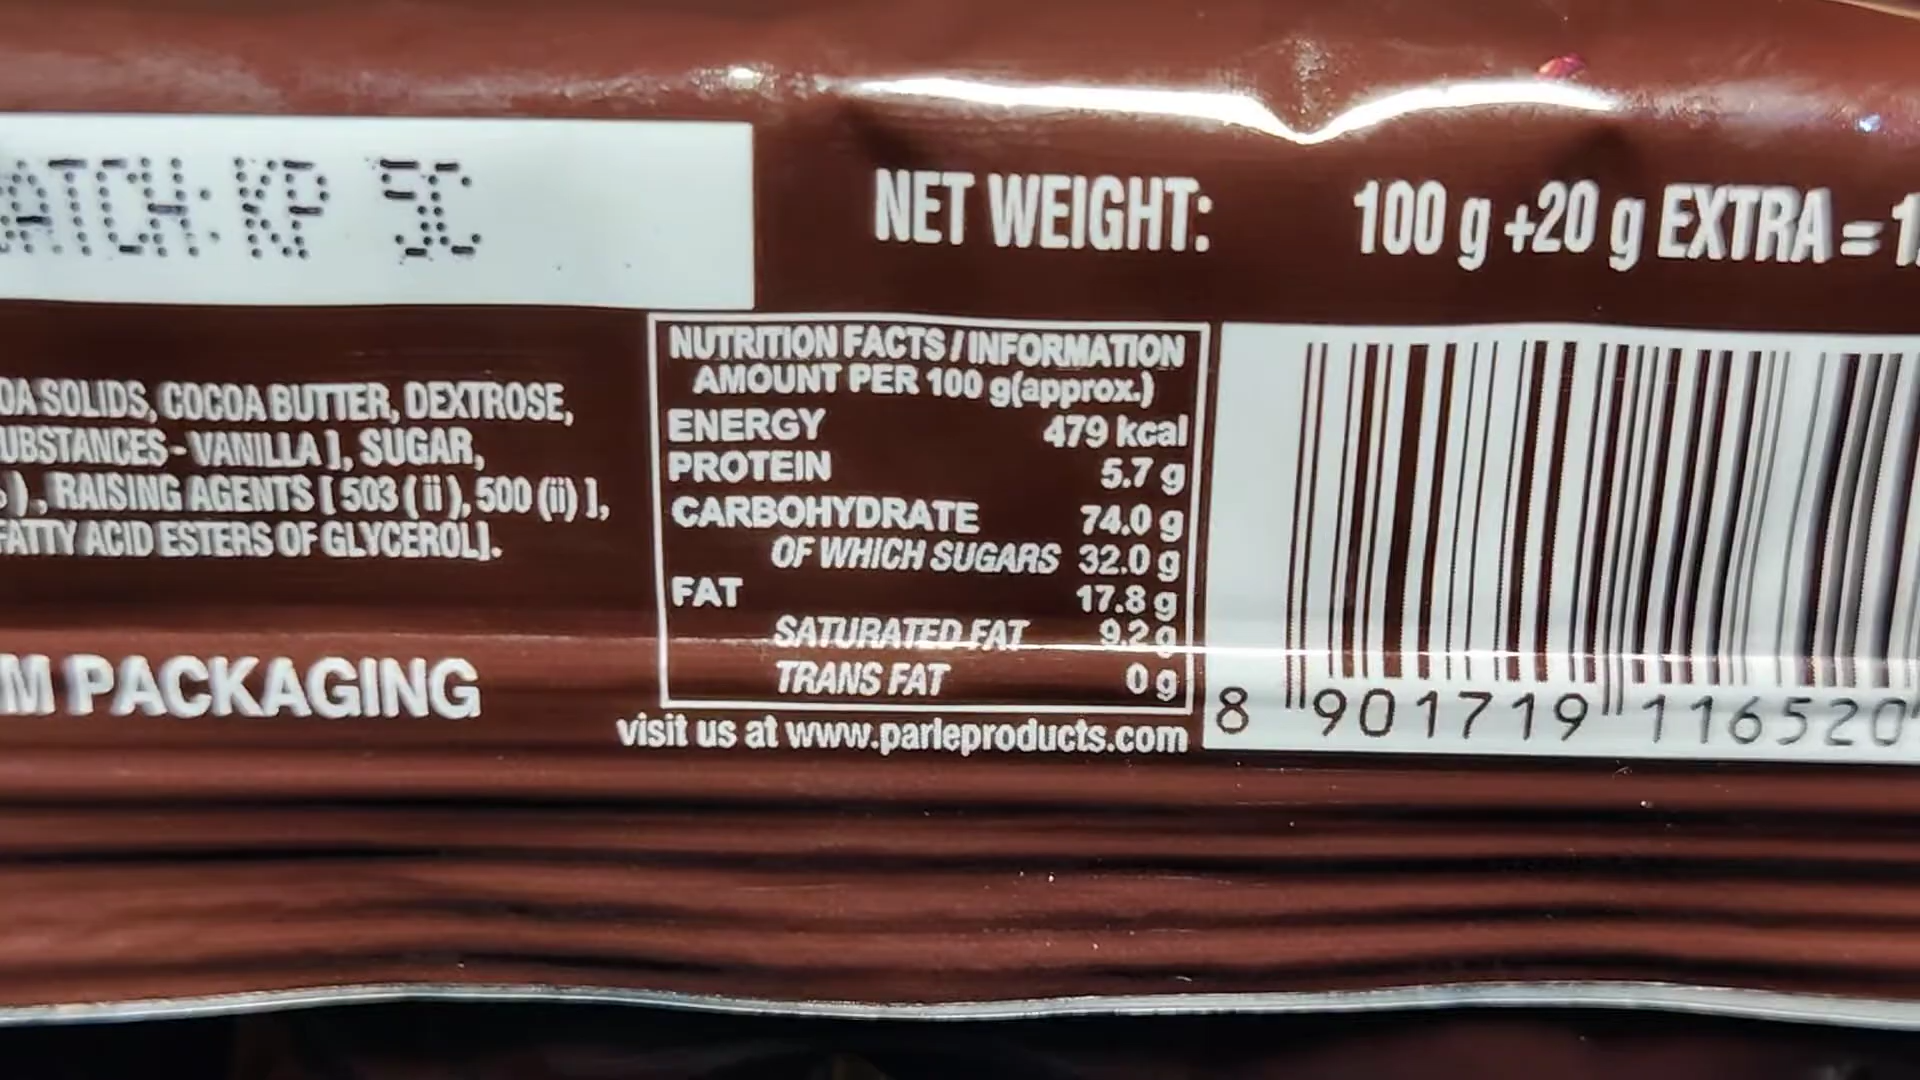 ATCH: KP 5C
NET WEIGHT: 100 g +20 g EXTRA = 1
OA SOLIDS, COCOA BUTTER, DEXTROSE,
UBSTANCES - VANILLA ], SUGAR,
), RAISING AGENTS [ 503 ( ii ), 500 (ii) ],
FATTY ACID ESTERS OF GLYCEROL].
M PACKAGING
NUTRITION FACTS / INFORMATION
AMOUNT PER 100 g(approx.)
ENERGY 479 kcal
PROTEIN 5.7 g
CARBOHYDRATE 74.0 g
OF WHICH SUGARS 32.0 g
FAT 17.8 g
SATURATED FAT 9.2 g
TRANS FAT 0 g
visit us at www.parleproducts.com
8 901719 116520